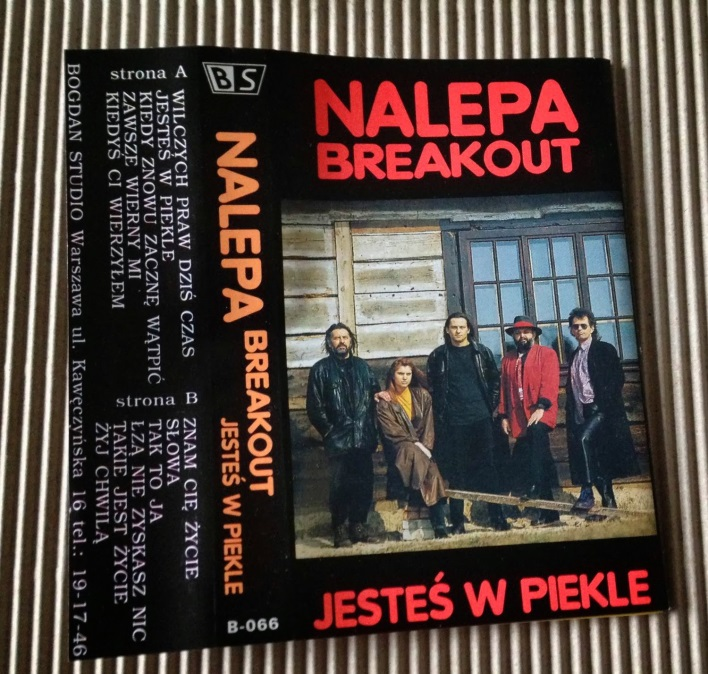 strona A
WILCZYCH PRAW DZIŚ CZAS
JESTEŚ W PIEKLE
KIEDY ZNOWU ZACZNĘ WĄTPIĆ
ZAWSZE WIERNY MI
KIEDYŚ CI WIERZYŁEM
strona B
ZNAM CIĘ ŻYCIE
SŁOWA
TAK TO JA
ŁZA NIE ZYSKASZ NIC
TAKIE JEST ŻYCIE
ŻYJ CHWILĄ
BOGDAN STUDIO Warszawa ul. Kawęczyńska 16 tel.: 19-17-46
BS
NALEPA BREAKOUT
JESTEŚ W PIEKLE
B-066
NALEPA
BREAKOUT
JESTEŚ W PIEKLE